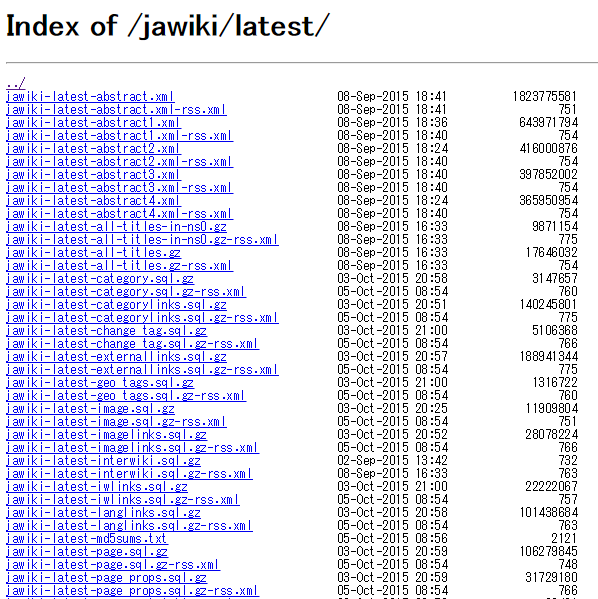 Index of /jawiki/latest/
../
jawiki-latest-abstract.xml 08-Sep-2015 18:41 1823775581
jawiki-latest-abstract.xml-rss.xml 08-Sep-2015 18:41 751
jawiki-latest-abstract1.xml 08-Sep-2015 18:36 643971794
jawiki-latest-abstract1.xml-rss.xml 08-Sep-2015 18:40 754
jawiki-latest-abstract2.xml 08-Sep-2015 18:24 416000876
jawiki-latest-abstract2.xml-rss.xml 08-Sep-2015 18:40 754
jawiki-latest-abstract3.xml 08-Sep-2015 18:40 397852002
jawiki-latest-abstract3.xml-rss.xml 08-Sep-2015 18:40 754
jawiki-latest-abstract4.xml 08-Sep-2015 18:24 365950954
jawiki-latest-abstract4.xml-rss.xml 08-Sep-2015 18:40 754
jawiki-latest-all-titles-in-ns0.gz 08-Sep-2015 16:33 9871154
jawiki-latest-all-titles-in-ns0.gz-rss.xml 08-Sep-2015 16:33 775
jawiki-latest-all-titles.gz 08-Sep-2015 16:33 17646032
jawiki-latest-all-titles.gz-rss.xml 08-Sep-2015 16:33 754
jawiki-latest-category.sql.gz 03-Oct-2015 20:58 3147657
jawiki-latest-category.sql.gz-rss.xml 05-Oct-2015 08:54 760
jawiki-latest-categorylinks.sql.gz 03-Oct-2015 20:51 140245801
jawiki-latest-categorylinks.sql.gz-rss.xml 05-Oct-2015 08:54 775
jawiki-latest-change_tag.sql.gz 03-Oct-2015 21:00 5106368
jawiki-latest-change_tag.sql.gz-rss.xml 05-Oct-2015 08:54 766
jawiki-latest-externallinks.sql.gz 03-Oct-2015 20:57 188941344
jawiki-latest-externallinks.sql.gz-rss.xml 05-Oct-2015 08:54 775
jawiki-latest-geo_tags.sql.gz 03-Oct-2015 21:00 1316722
jawiki-latest-geo_tags.sql.gz-rss.xml 05-Oct-2015 08:54 760
jawiki-latest-image.sql.gz 03-Oct-2015 20:25 11909804
jawiki-latest-image.sql.gz-rss.xml 05-Oct-2015 08:54 751
jawiki-latest-imagelinks.sql.gz 03-Oct-2015 20:52 28078224
jawiki-latest-imagelinks.sql.gz-rss.xml 05-Oct-2015 08:54 766
jawiki-latest-interwiki.sql.gz 02-Sep-2015 13:42 732
jawiki-latest-interwiki.sql.gz-rss.xml 08-Sep-2015 16:33 763
jawiki-latest-iwlinks.sql.gz 03-Oct-2015 21:00 22222067
jawiki-latest-iwlinks.sql.gz-rss.xml 05-Oct-2015 08:54 757
jawiki-latest-langlinks.sql.gz 03-Oct-2015 20:58 101438684
jawiki-latest-langlinks.sql.gz-rss.xml 05-Oct-2015 08:54 763
jawiki-latest-md5sums.txt 05-Oct-2015 08:56 2121
jawiki-latest-page.sql.gz 03-Oct-2015 20:59 106279845
jawiki-latest-page.sql.gz-rss.xml 05-Oct-2015 08:54 748
jawiki-latest-page_props.sql.gz 03-Oct-2015 20:59 31729180
jawiki-latest-page_props.sql.gz-rss.xml 05-Oct-2015 08:54 766